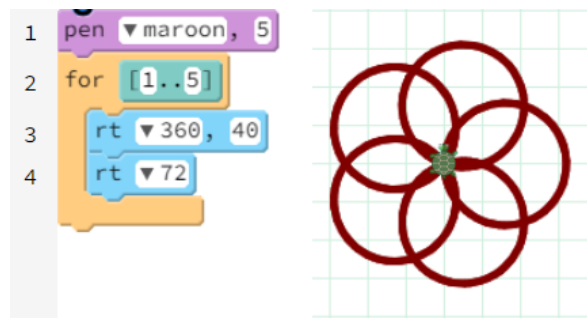 1 pen ▼maroon, 5
2 for [1..5]
3 rt ▼360, 40
4 rt ▼72